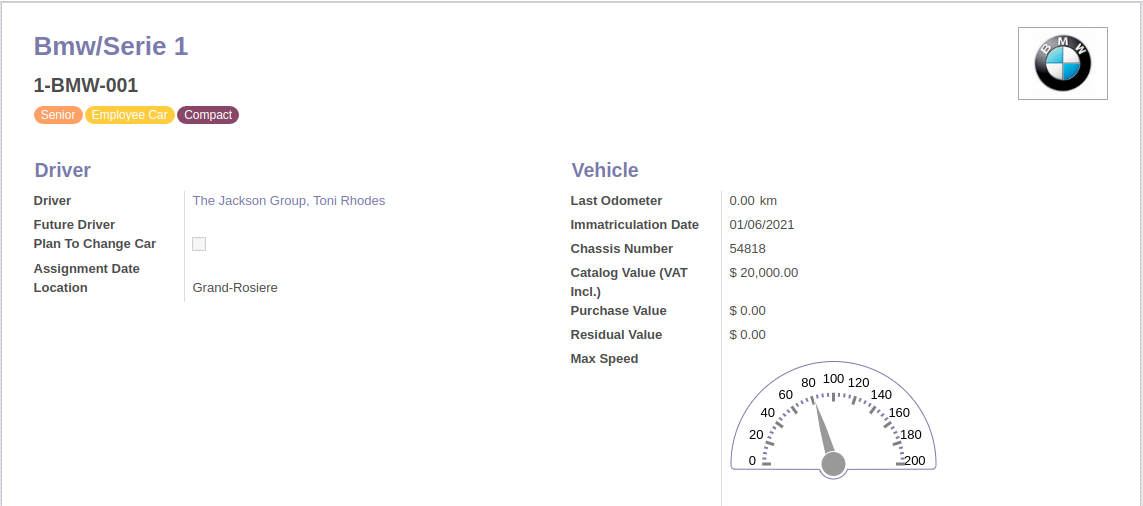 Bmw/Serie 1
BMW
1-BMW-001
Senior Employee Car Compact
Driver
Driver The Jackson Group, Toni Rhodes
Future Driver
Plan To Change Car
Assignment Date
Location Grand-Rosiere
Vehicle
Last Odometer 0.00 km
Immatriculation Date 01/06/2021
Chassis Number 54818
Catalog Value (VAT $ 20,000.00
Incl.)
Purchase Value $ 0.00
Residual Value $ 0.00
Max Speed
0 20 40 60 80 100 120 140 160 180 200